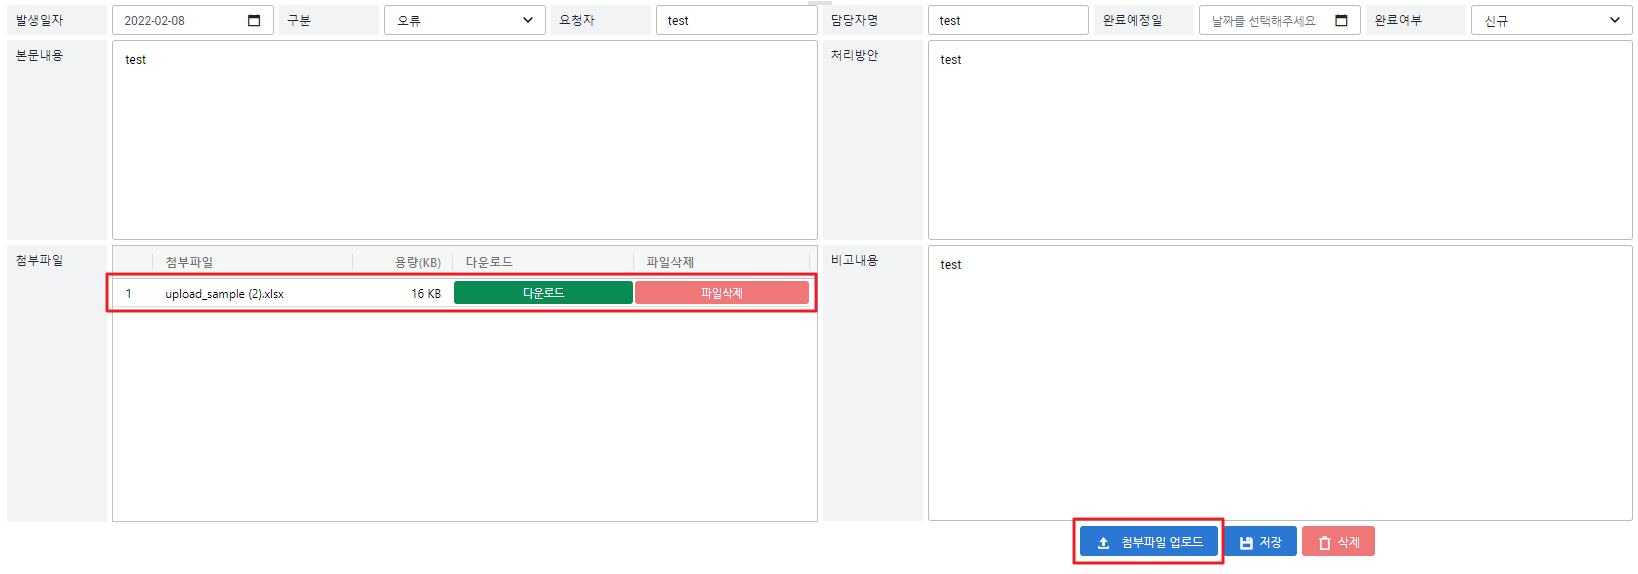 발생일자 2022-02-08 구분 오류 요청자 test 담당자명 test 완료예정일 날짜를 선택해주세요 완료여부 신규
본문내용 test 처리방안 test
첨부파일 첨부파일 용량(KB) 다운로드 파일삭제 비고내용 test
1 upload_sample (2).xlsx 16 KB 다운로드 파일삭제
첨부파일 업로드 저장 삭제